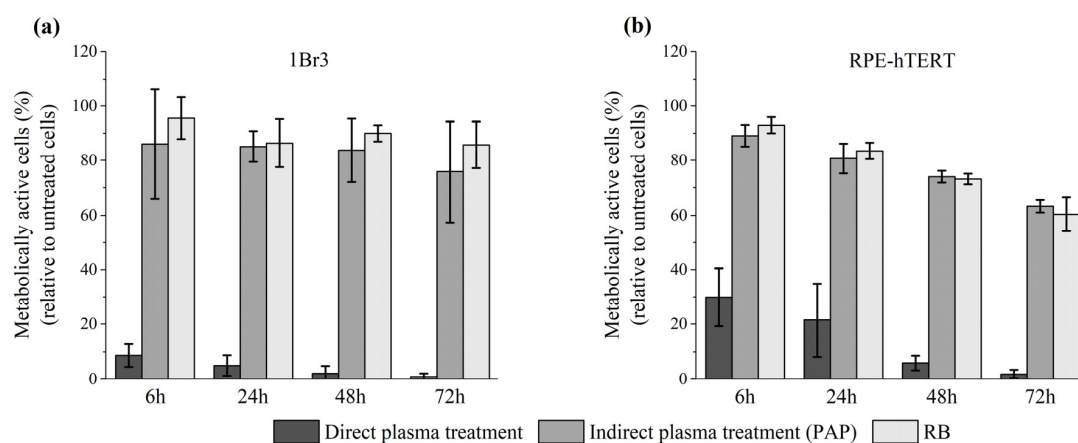 (a)
1Br3
Metabolically active cells (%)
(relative to untreated cells)
120
100
80
60
40
20
0
6h 24h 48h 72h
(b)
RPE-hTERT
Metabolically active cells (%)
(relative to untreated cells)
120
100
80
60
40
20
0
6h 24h 48h 72h
Direct plasma treatment Indirect plasma treatment (PAP) RB